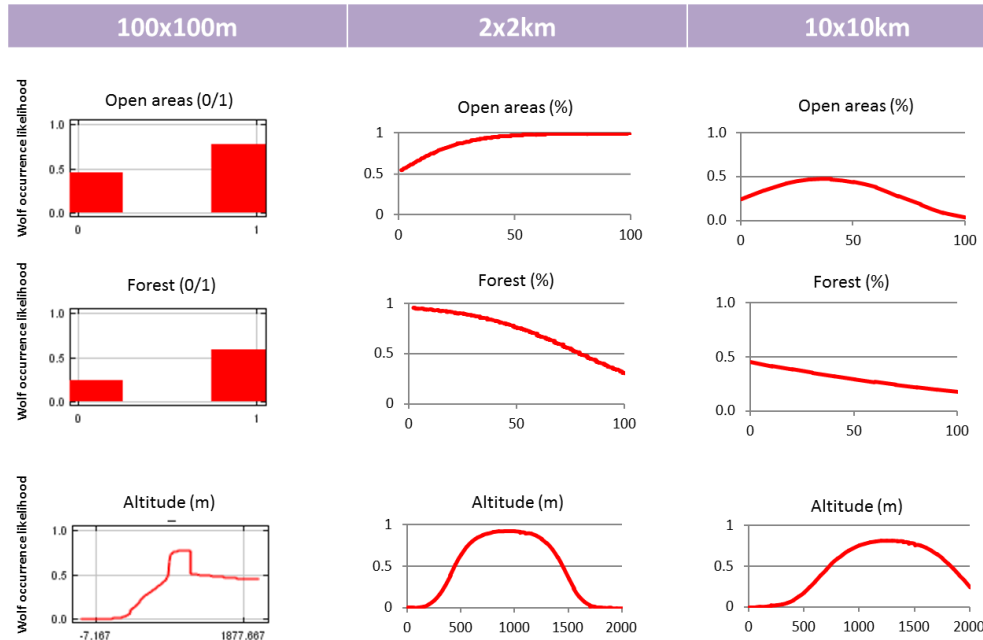 100x100m 2x2km 10x10km
Wolf occurrence likelihood
Open areas (0/1)
1.0
0.5
0.0
0 1
Open areas (%)
1
0.5
0
0 50 100
Open areas (%)
1.0
0.5
0.0
0 50 100
Wolf occurrence likelihood
Forest (0/1)
1.0
0.5
0.0
0 1
Forest (%)
1
0.5
0
0 50 100
Forest (%)
1.0
0.5
0.0
0 50 100
Wolf occurrence likelihood
Altitude (m)
1.0
0.5
0.0
-7.167 1877.667
Altitude (m)
1
0.5
0
0 500 1000 1500 2000
Altitude (m)
1
0.5
0
0 500 1000 1500 2000